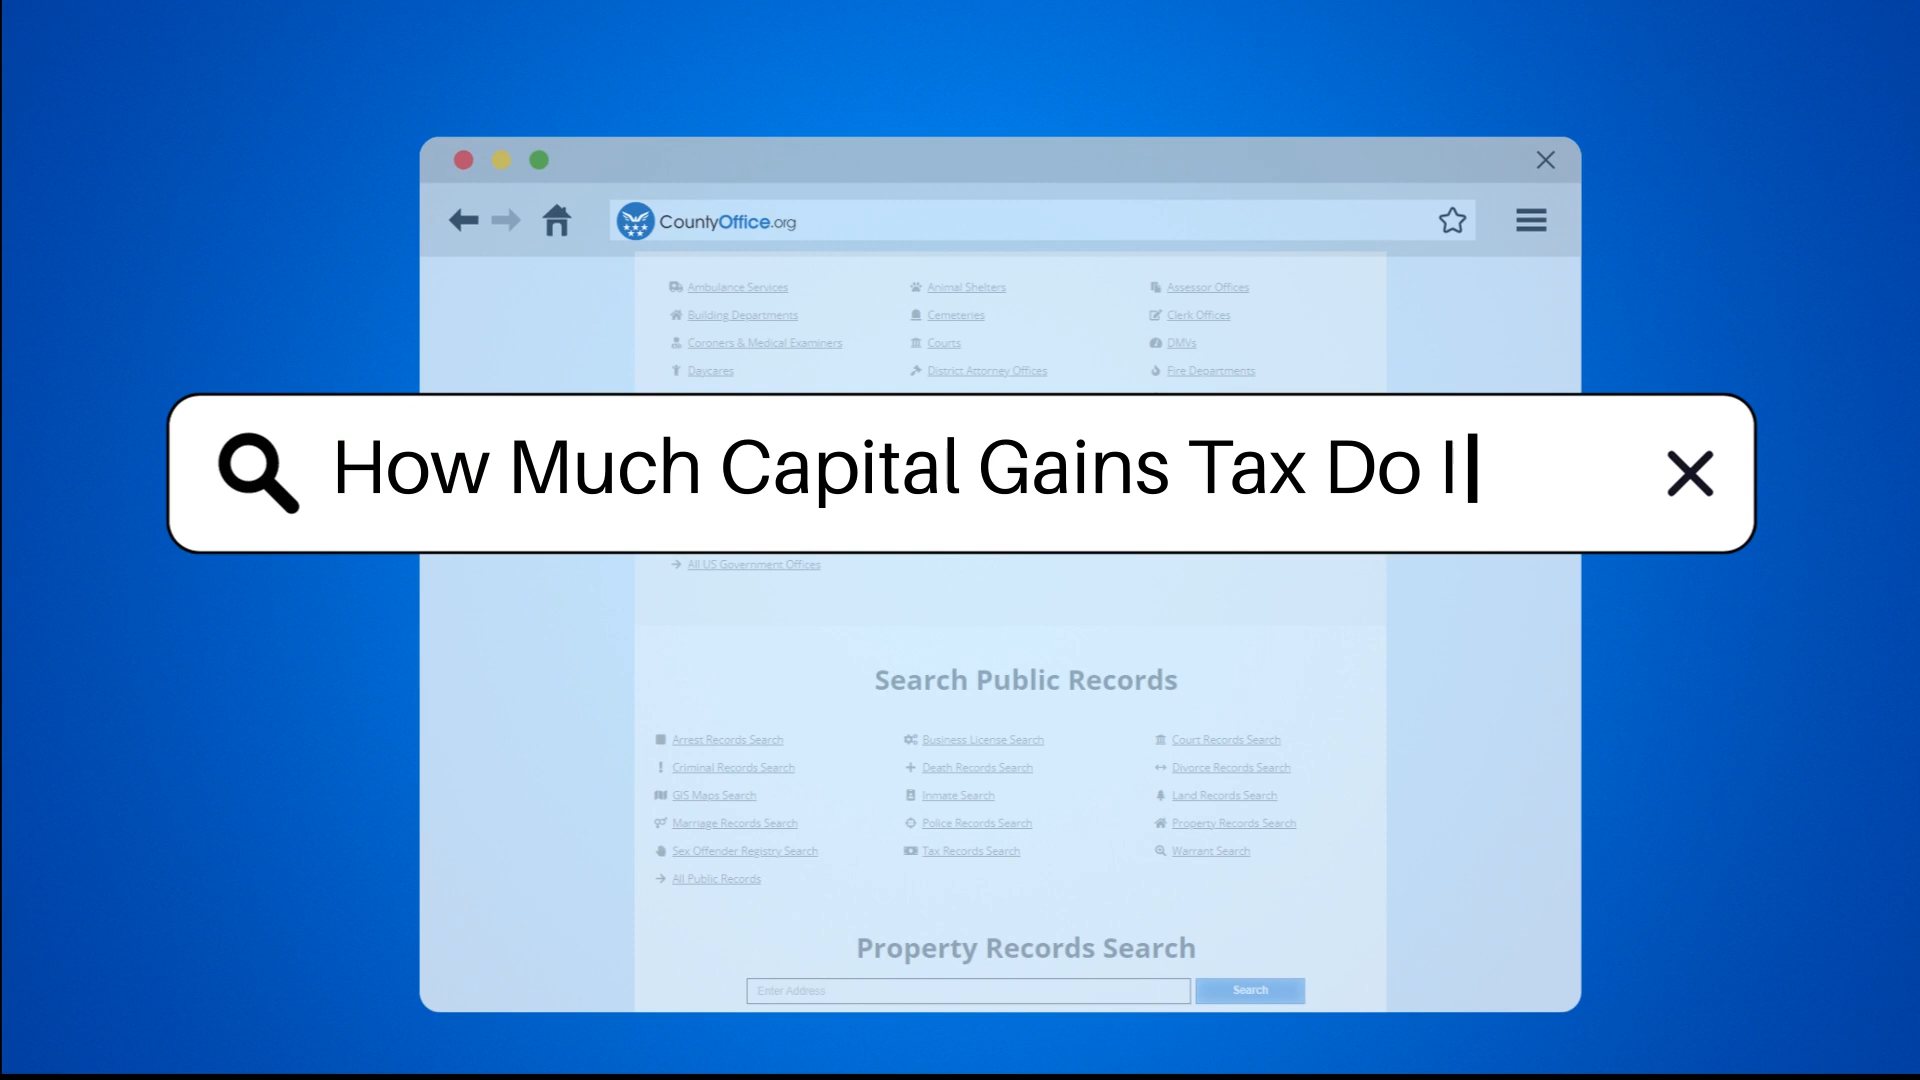 CountyOffice.org
Ambulance Services
Animal Shelters
Assessor Offices
Building Departments
Cemeteries
Clerk Offices
Coroners & Medical Examiners
Courts
DMVs
Daycares
District Attorney Offices
Fire Departments
How Much Capital Gains Tax Do I
All US Government Offices
Search Public Records
Arrest Records Search
Business License Search
Court Records Search
Criminal Records Search
Death Records Search
Divorce Records Search
GIS Maps Search
Inmate Search
Land Records Search
Marriage Records Search
Police Records Search
Property Records Search
Sex Offender Registry Search
Tax Records Search
Warrant Search
All Public Records
Property Records Search
Enter Address
Search